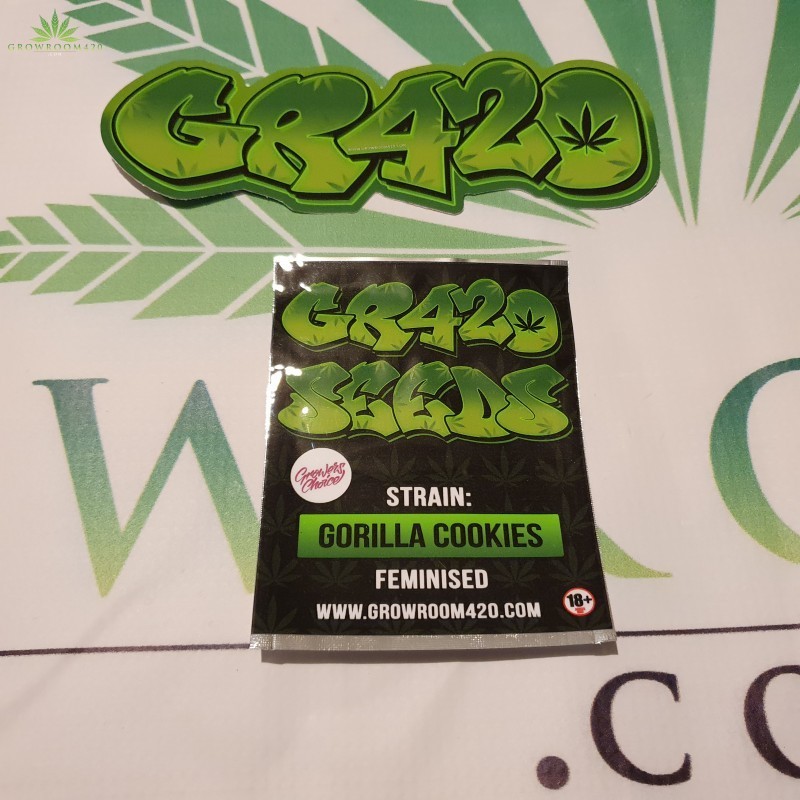 GROWROOM420
GR420
GR420
SEEDS
Growers
Choice
STRAIN:
GORILLA COOKIES
FEMINISED
WWW.GROWROOM420.COM
18+
W
O
.CO